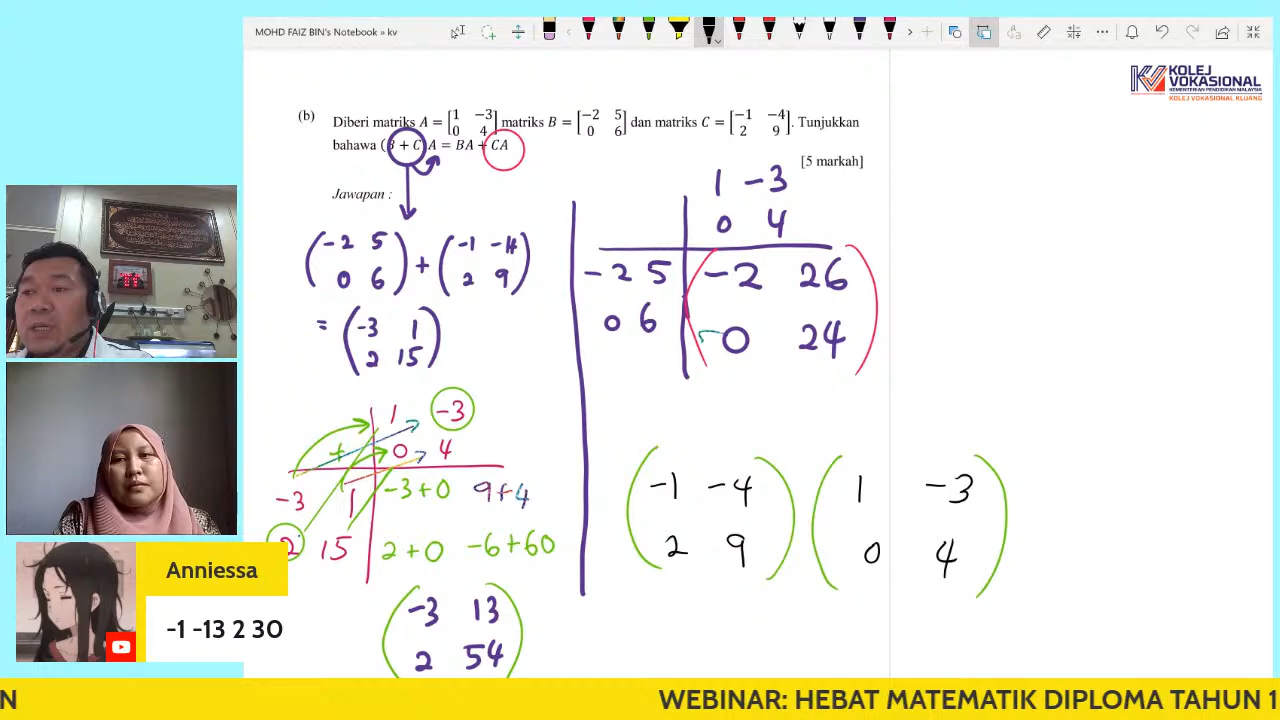 MOHD FAIZ BIN's Notebook » kv
KOLEJ
VOKASIONAL
KEMENTERIAN PENDIDIKAN MALAYSIA
KOLEJ VOKASIONAL KLUANG
(b) Diberi matriks A = [1 -3; 0 4] matriks B = [-2 5; 0 6] dan matriks C = [-1 -4; 2 9]. Tunjukkan
bahawa (B + C)A = BA + CA
[5 markah]
Jawapan :
(-2 5) + (-1 -4)
(0 6) (2 9)
= (-3 1)
(2 15)
1 -3
+ 0 4
-3 1 -3+0 9+4
2 15 2+0 -6+60
(-3 13)
2 54
1 -3
0 4
-2 5 (-2 26)
0 6 0 24
(-1 -4) (1 -3)
(2 9) (0 4)
Anniessa
-1 -13 2 30
N WEBINAR: HEBAT MATEMATIK DIPLOMA TAHUN 1